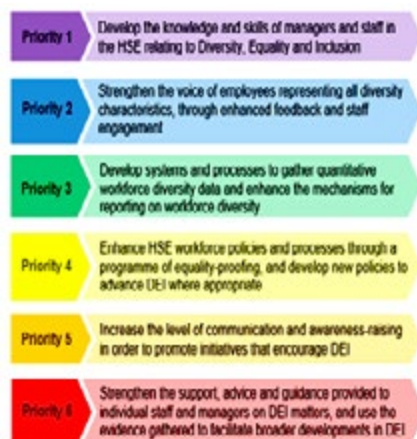 Priority 1
Develop the knowledge and skills of managers and staff in
the HSE relating to Diversity, Equality and Inclusion
Priority 2
Strengthen the voice of employees representing all diversity
characteristics, through enhanced feedback and staff
engagement
Priority 3
Develop systems and processes to gather quantitative
workforce diversity data and enhance the mechanisms for
reporting on workforce diversity
Priority 4
Enhance HSE workforce policies and processes through a
programme of equality-proofing, and develop new policies to
advance DEI where appropriate
Priority 5
Increase the level of communication and awareness-raising
in order to promote initiatives that encourage DEI
Priority 6
Strengthen the support, advice and guidance provided to
individual staff and managers on DEI matters, and use the
evidence gathered to facilitate broader developments in DEI